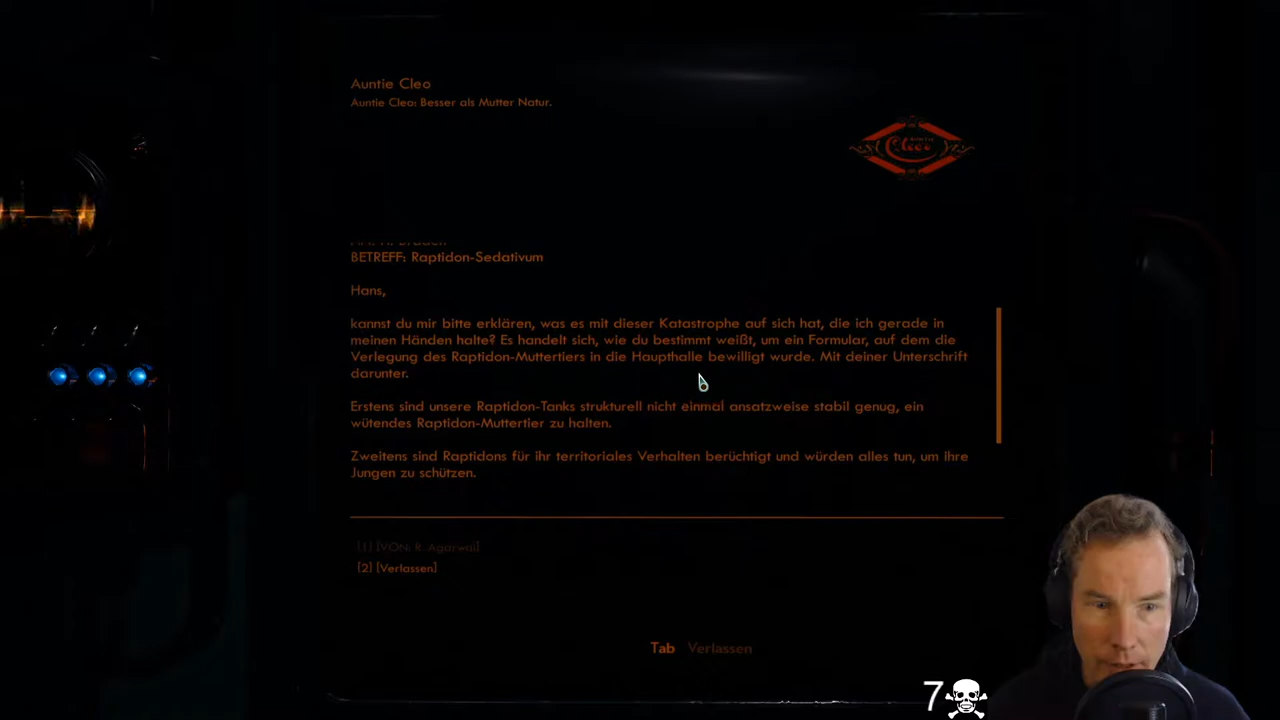 Auntie Cleo
Auntie Cleo: Besser als Mutter Natur.
Cleo's
BETREFF: Raptidon-Sedativum
Hans,
kannst du mir bitte erklären, was es mit dieser Katastrophe auf sich hat, die ich gerade in
meinen Händen halte? Es handelt sich, wie du bestimmt weißt, um ein Formular, auf dem die
Verlegung des Raptidon-Muttertiers in die Haupthalle bewilligt wurde. Mit deiner Unterschrift
darunter.
Erstens sind unsere Raptidon-Tanks strukturell nicht einmal ansatzweise stabil genug, ein
wütendes Raptidon-Muttertier zu halten.
Zweitens sind Raptidons für ihr territoriales Verhalten berüchtigt und würden alles tun, um ihre
Jungen zu schützen.
[1] [VON: R. Agarwal]
[2] [Verlassen]
Tab Verlassen
7